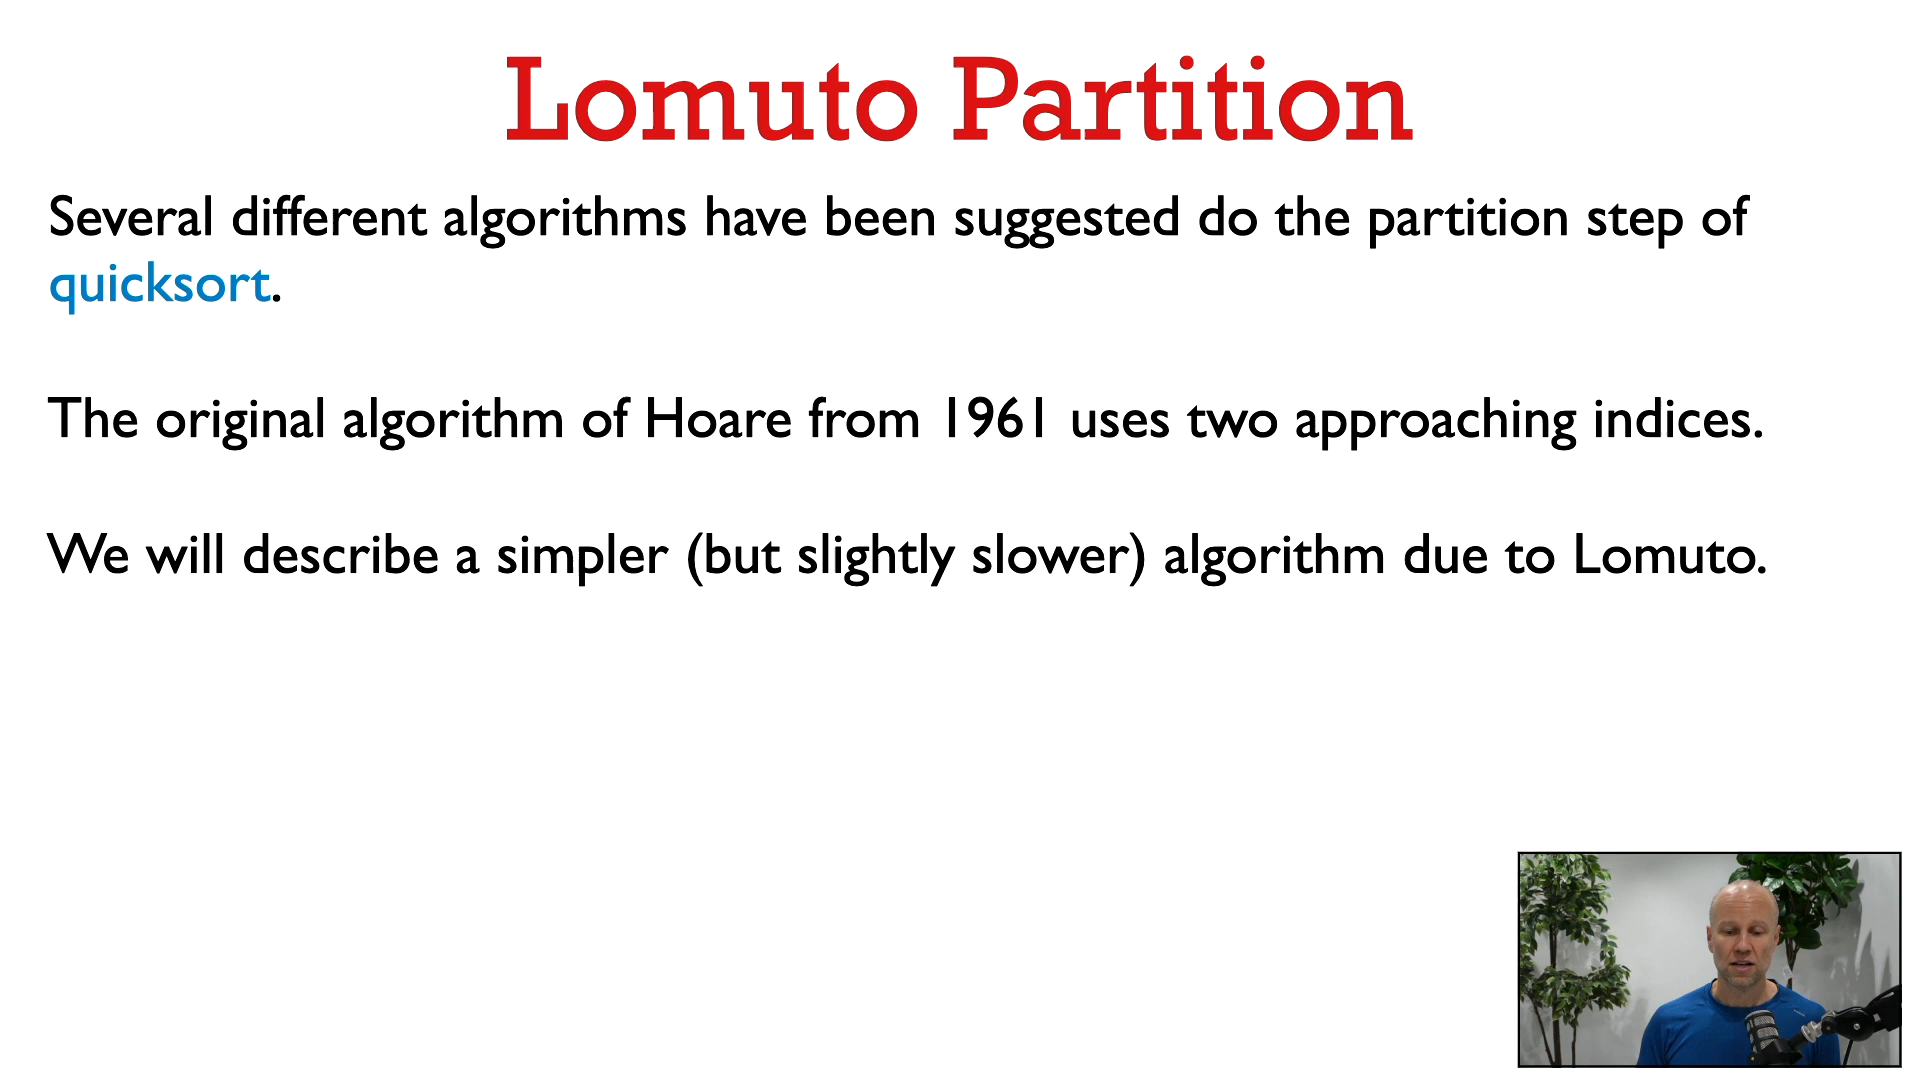 Lomuto Partition
Several different algorithms have been suggested do the partition step of
quicksort.
The original algorithm of Hoare from 1961 uses two approaching indices.
We will describe a simpler (but slightly slower) algorithm due to Lomuto.